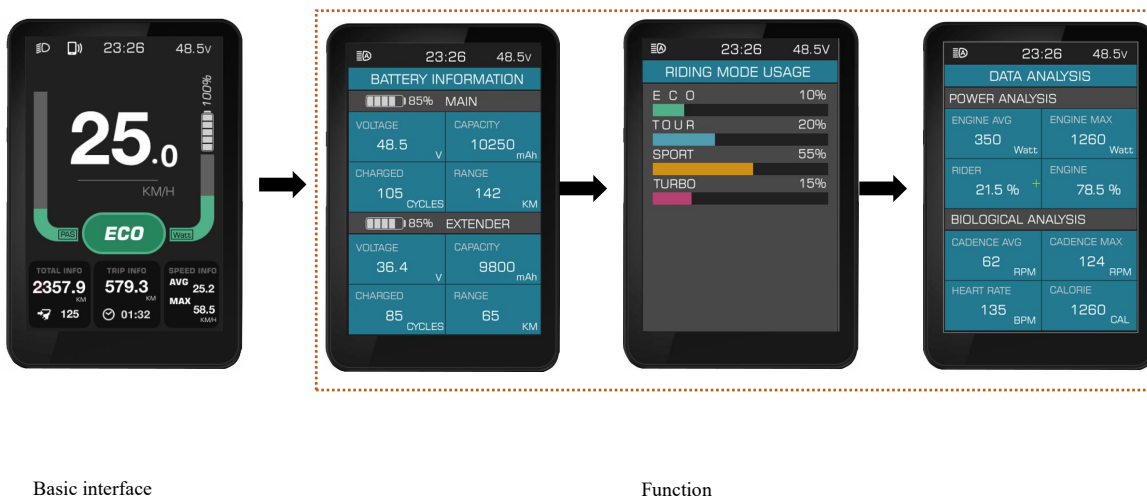 23:26 48.5v
100%
25.0
KM/H
PAS ECO Watt
TOTAL INFO TRIP INFO SPEED INFO
2357.9 KM 579.3 KM AVG 25.2
125 01:32 MAX 58.5 KM/H
23:26 48.5V
BATTERY INFORMATION
85% MAIN
VOLTAGE CAPACITY
48.5 V 10250 mAh
CHARGED RANGE
105 CYCLES 142 KM
85% EXTENDER
VOLTAGE CAPACITY
36.4 V 9800 mAh
CHARGED RANGE
85 CYCLES 65 KM
23:26 48.5V
RIDING MODE USAGE
E C O 10%
TOUR 20%
SPORT 55%
TURBO 15%
23:26 48.5V
DATA ANALYSIS
POWER ANALYSIS
ENGINE AVG ENGINE MAX
350 Watt 1260 Watt
RIDER ENGINE
21.5 % 78.5 %
BIOLOGICAL ANALYSIS
CADENCE AVG CADENCE MAX
62 RPM 124 RPM
HEART RATE CALORIE
135 BPM 1260 CAL
Basic interface Function